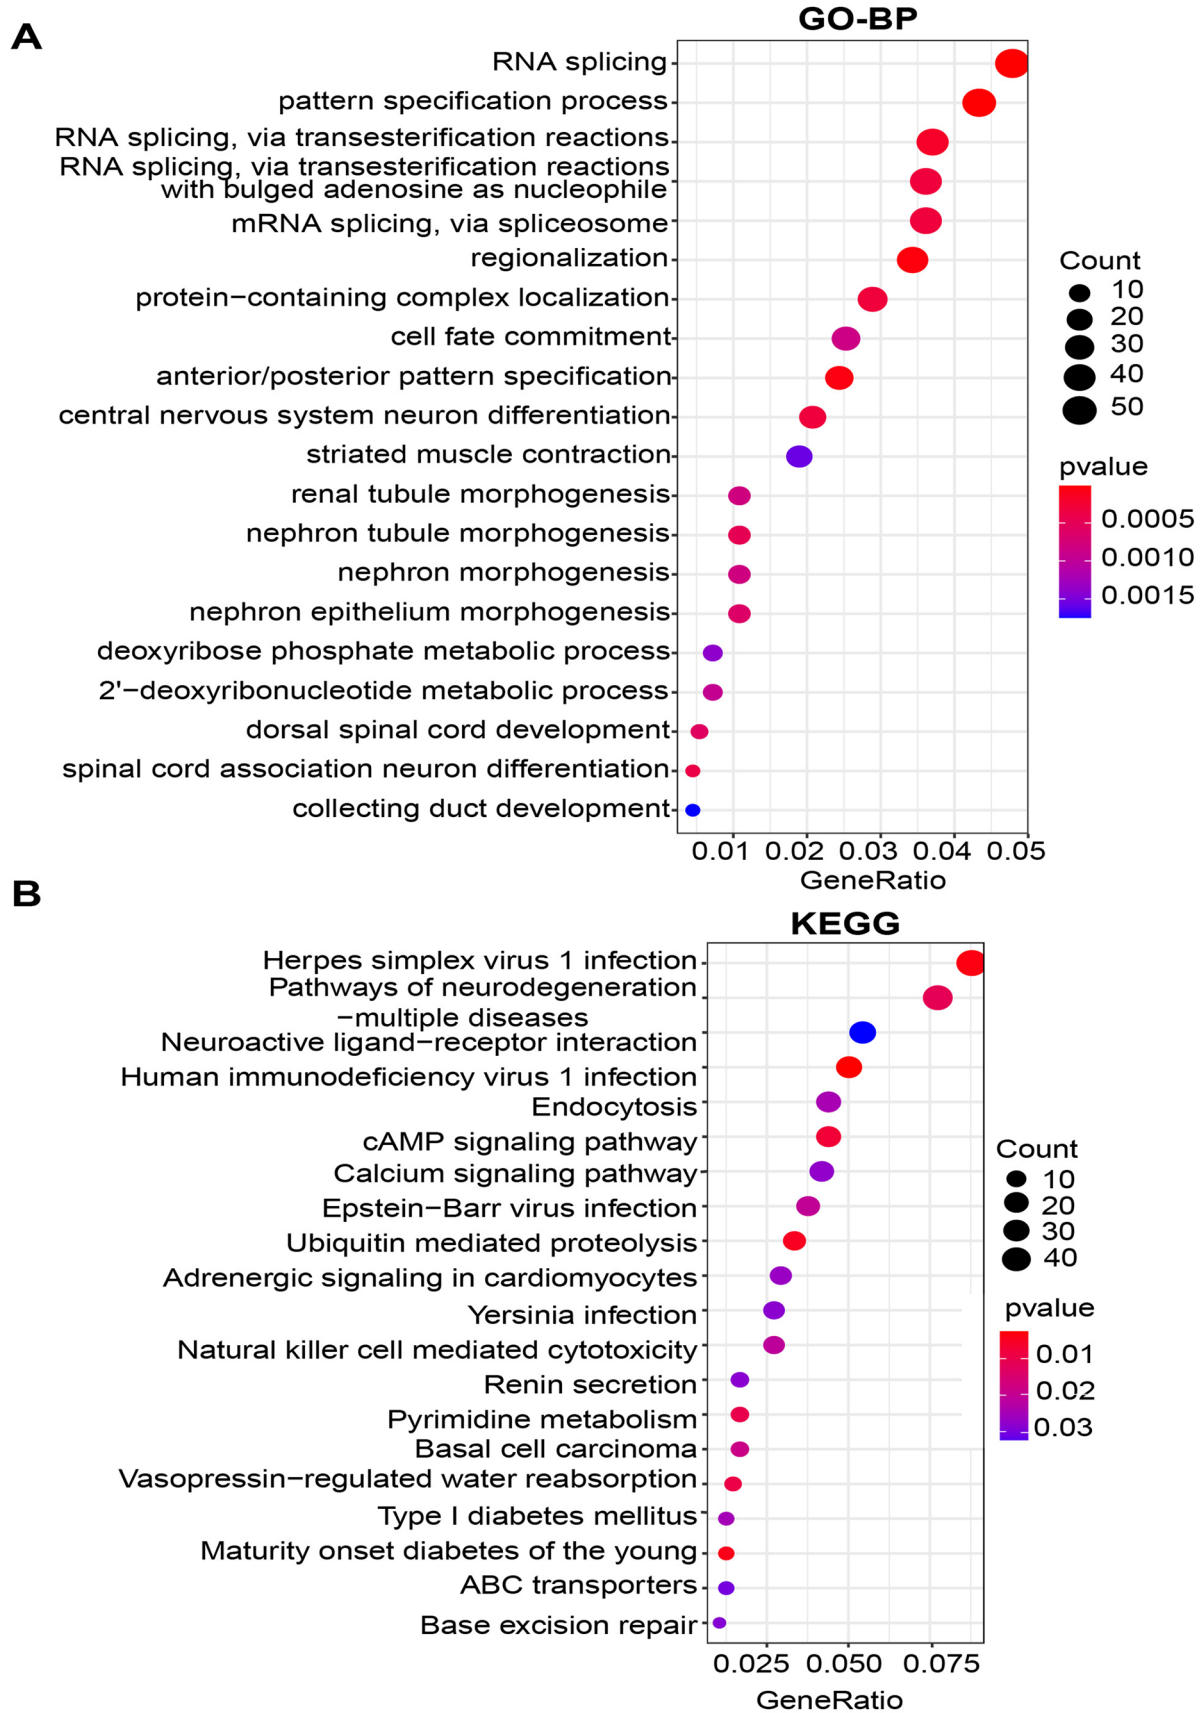 A
GO-BP
RNA splicing
pattern specification process
RNA splicing, via transesterification reactions
RNA splicing, via transesterification reactions
with bulged adenosine as nucleophile
mRNA splicing, via spliceosome
regionalization
protein−containing complex localization
cell fate commitment
anterior/posterior pattern specification
central nervous system neuron differentiation
striated muscle contraction
renal tubule morphogenesis
nephron tubule morphogenesis
nephron morphogenesis
nephron epithelium morphogenesis
deoxyribose phosphate metabolic process
2'−deoxyribonucleotide metabolic process
dorsal spinal cord development
spinal cord association neuron differentiation
collecting duct development
0.01 0.02 0.03 0.04 0.05
GeneRatio
Count
10
20
30
40
50
pvalue
0.0005
0.0010
0.0015
B
KEGG
Herpes simplex virus 1 infection
Pathways of neurodegeneration
−multiple diseases
Neuroactive ligand−receptor interaction
Human immunodeficiency virus 1 infection
Endocytosis
cAMP signaling pathway
Calcium signaling pathway
Epstein−Barr virus infection
Ubiquitin mediated proteolysis
Adrenergic signaling in cardiomyocytes
Yersinia infection
Natural killer cell mediated cytotoxicity
Renin secretion
Pyrimidine metabolism
Basal cell carcinoma
Vasopressin−regulated water reabsorption
Type I diabetes mellitus
Maturity onset diabetes of the young
ABC transporters
Base excision repair
0.025 0.050 0.075
GeneRatio
Count
10
20
30
40
pvalue
0.01
0.02
0.03